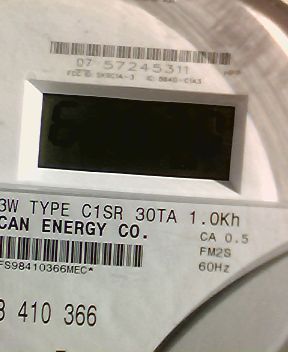 07 57245311
3W TYPE C1SR 30TA 1.0Kh
CAN ENERGY CO.
CA 0.5
FM2S
60Hz
FS98410366MEC*
8 410 366